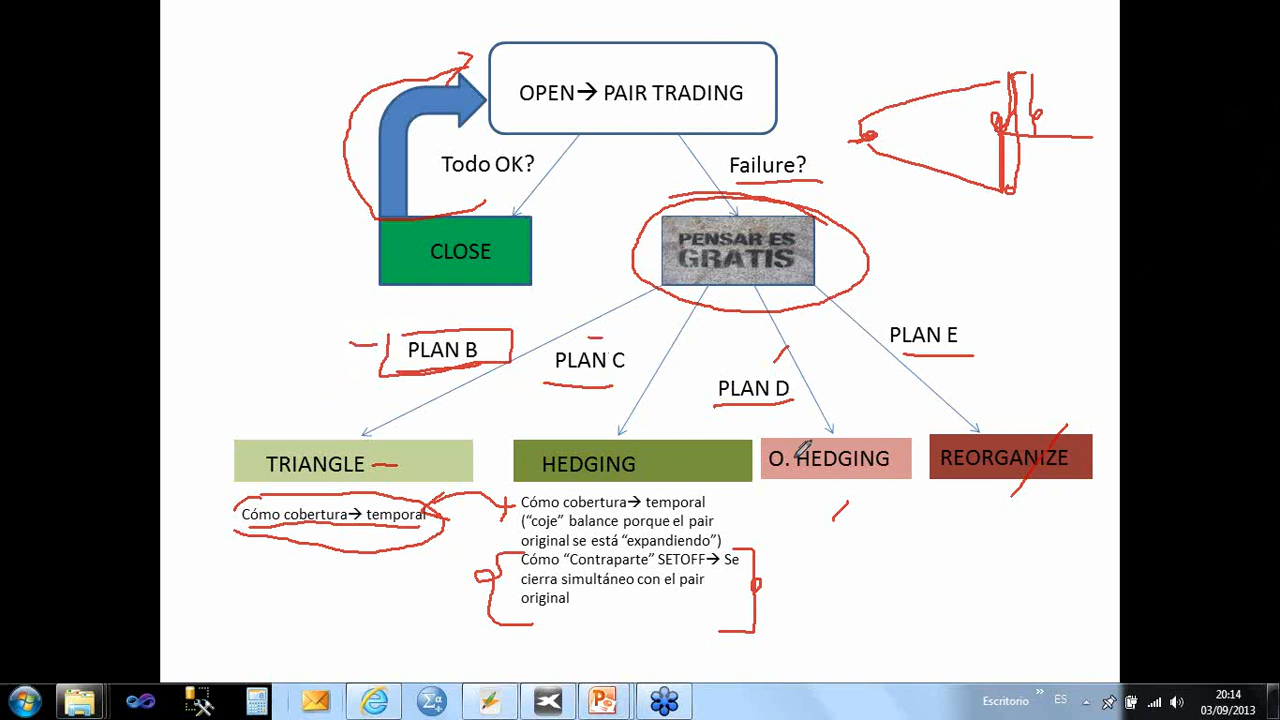 OPEN→ PAIR TRADING
Todo OK?
Failure?
CLOSE
PENSAR ES
GRATIS
PLAN B
PLAN C
PLAN D
PLAN E
TRIANGLE
HEDGING
O. HEDGING
REORGANIZE
Cómo cobertura→ temporal
Cómo cobertura→ temporal
("coje" balance porque el pair
original se está "expandiendo")
Cómo "Contraparte" SETOFF→ Se
cierra simultáneo con el pair
original
Escritorio
»
ES
20:14
03/09/2013